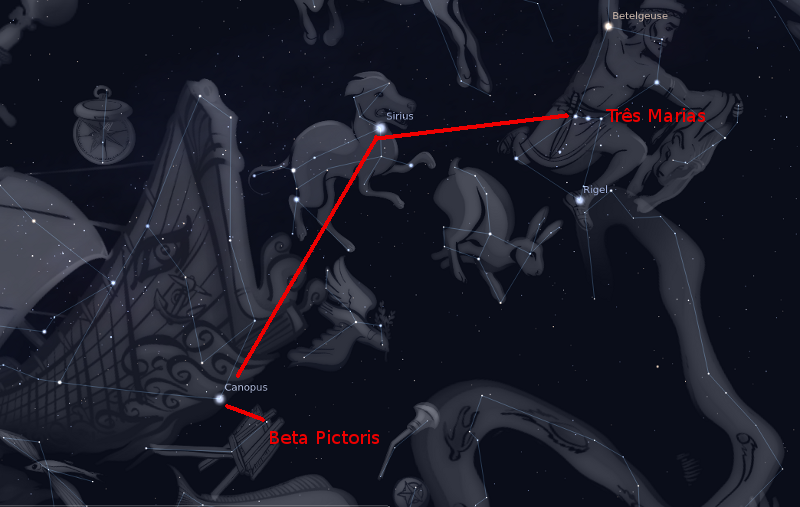 Betelgeuse
Sirius
Três Marias
Rigel
Canopus
Beta Pictoris